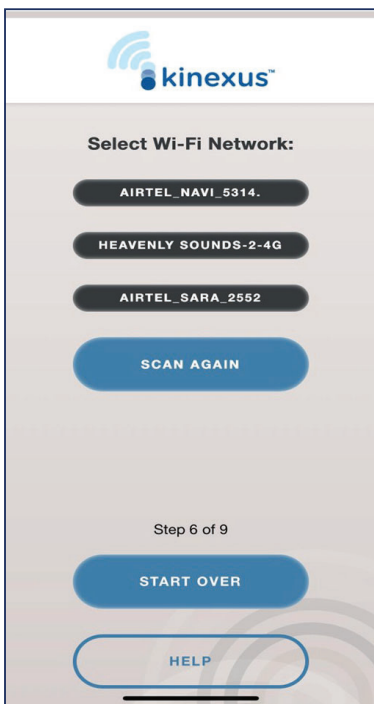 kinexus™
Select Wi-Fi Network:
AIRTEL_NAVI_5314.
HEAVENLY SOUNDS-2-4G
AIRTEL_SARA_2552
SCAN AGAIN
Step 6 of 9
START OVER
HELP